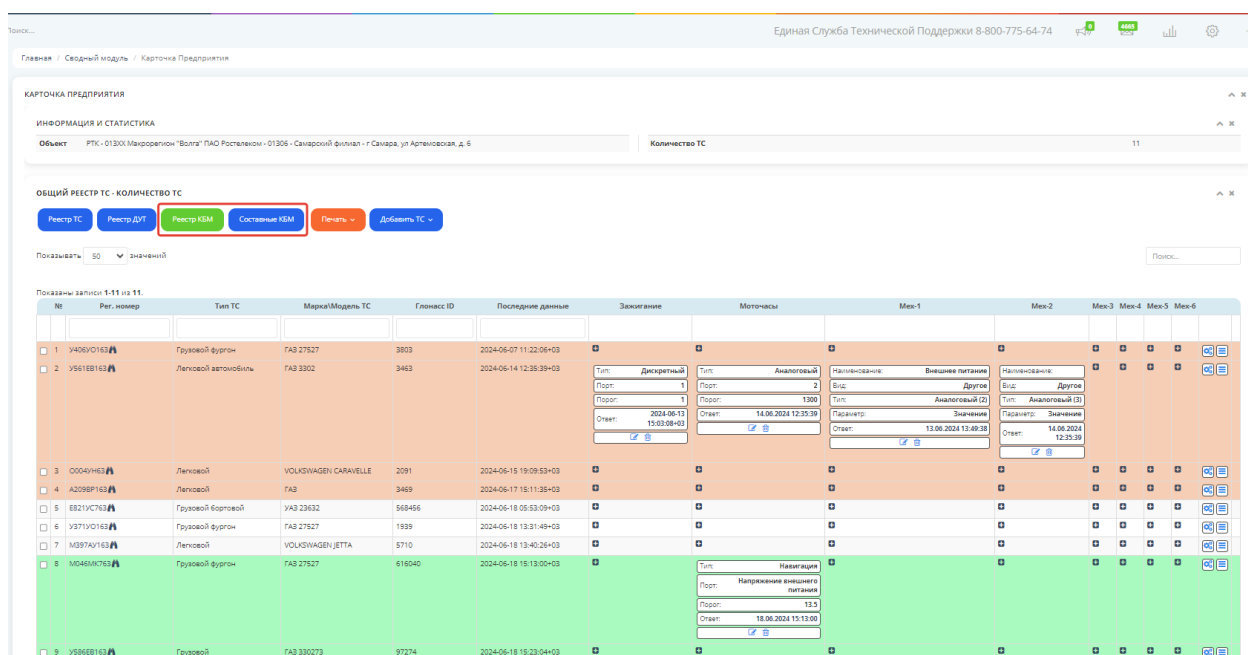 Поиск...
Единая Служба Технической Поддержки 8-800-775-64-74
0
4665
Главная / Сводный модуль / Карточка Предприятия
КАРТОЧКА ПРЕДПРИЯТИЯ
ИНФОРМАЦИЯ И СТАТИСТИКА
Объект РТК - 013ХХ Макрорегион "Волга" ПАО Ростелеком - 01306 - Самарский филиал - г Самара, ул Артемовская, д. 6
Количество ТС 11
ОБЩИЙ РЕЕСТР ТС - КОЛИЧЕСТВО ТС
Реестр ТС Реестр ДУТ Реестр КБМ Составные КБМ Печать Добавить ТС
Показывать 50 значений
Поиск...
Показаны записи 1-11 из 11.
№ Рег. номер Тип ТС Марка\Модель ТС Глонасс ID Последние данные Зажигание Моточасы Мех-1 Мех-2 Мех-3 Мех-4 Мех-5 Мех-6
1 У406УО163 Грузовой фургон ГАЗ 27527 3803 2024-06-07 11:22:06+03
2 У561ЕВ163 Легковой автомобиль ГАЗ 3302 3463 2024-06-14 12:35:39+03
Тип: Дискретный
Порт: 1
Порог: 1
Ответ: 2024-06-13 15:03:08+03
Тип: Аналоговый
Порт: 2
Порог: 1300
Ответ: 14.06.2024 12:35:39
Наименование: Внешнее питание
Вид: Другое
Тип: Аналоговый (2)
Параметр: Значение
Ответ: 13.06.2024 13:49:38
Наименование:
Вид: Другое
Тип: Аналоговый (3)
Параметр: Значение
Ответ: 14.06.2024 12:35:39
3 О004УН63 Легковой VOLKSWAGEN CARAVELLE 2091 2024-06-15 19:09:53+03
4 А209ВР163 Легковой ГАЗ 3469 2024-06-17 15:11:35+03
5 Е821УС763 Грузовой бортовой УАЗ 23632 568456 2024-06-18 05:53:09+03
6 У371УО163 Грузовой фургон ГАЗ 27527 1939 2024-06-18 13:31:49+03
7 М397АУ163 Легковой VOLKSWAGEN JETTA 5710 2024-06-18 13:40:26+03
8 М046МК763 Грузовой фургон ГАЗ 27527 616040 2024-06-18 15:13:00+03
Тип: Навигация
Порт: Напряжение внешнего питания
Порог: 13.5
Ответ: 18.06.2024 15:13:00
9 У586ЕВ163 Грузовой ГАЗ 330273 97274 2024-06-18 15:23:04+03